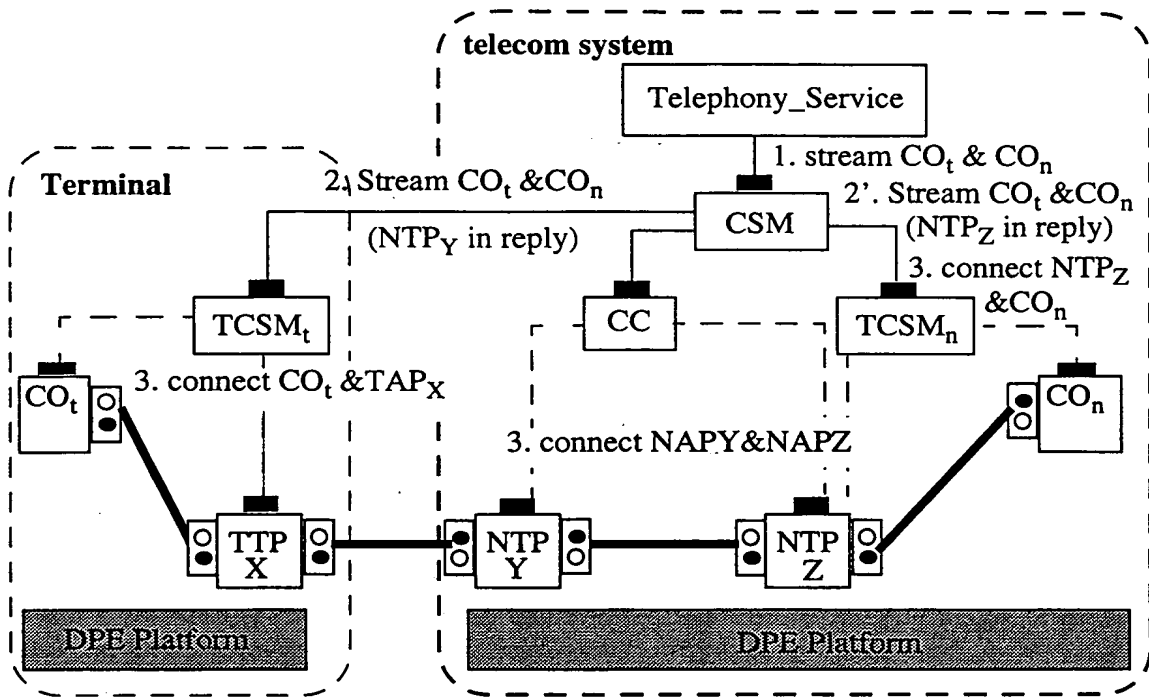 telecom system
Telephony_Service
1. stream COt & COn
Terminal
2. Stream COt &COn
(NTPY in reply)
CSM
2'. Stream COt &COn
(NTPZ in reply)
3. connect NTPZ
&COn
TCSMt
CC
TCSMn
3. connect COt &TAPX
COt
COn
3. connect NAPY&NAPZ
TTP
X
NTP
Y
NTP
Z
DPE Platform
DPE Platform